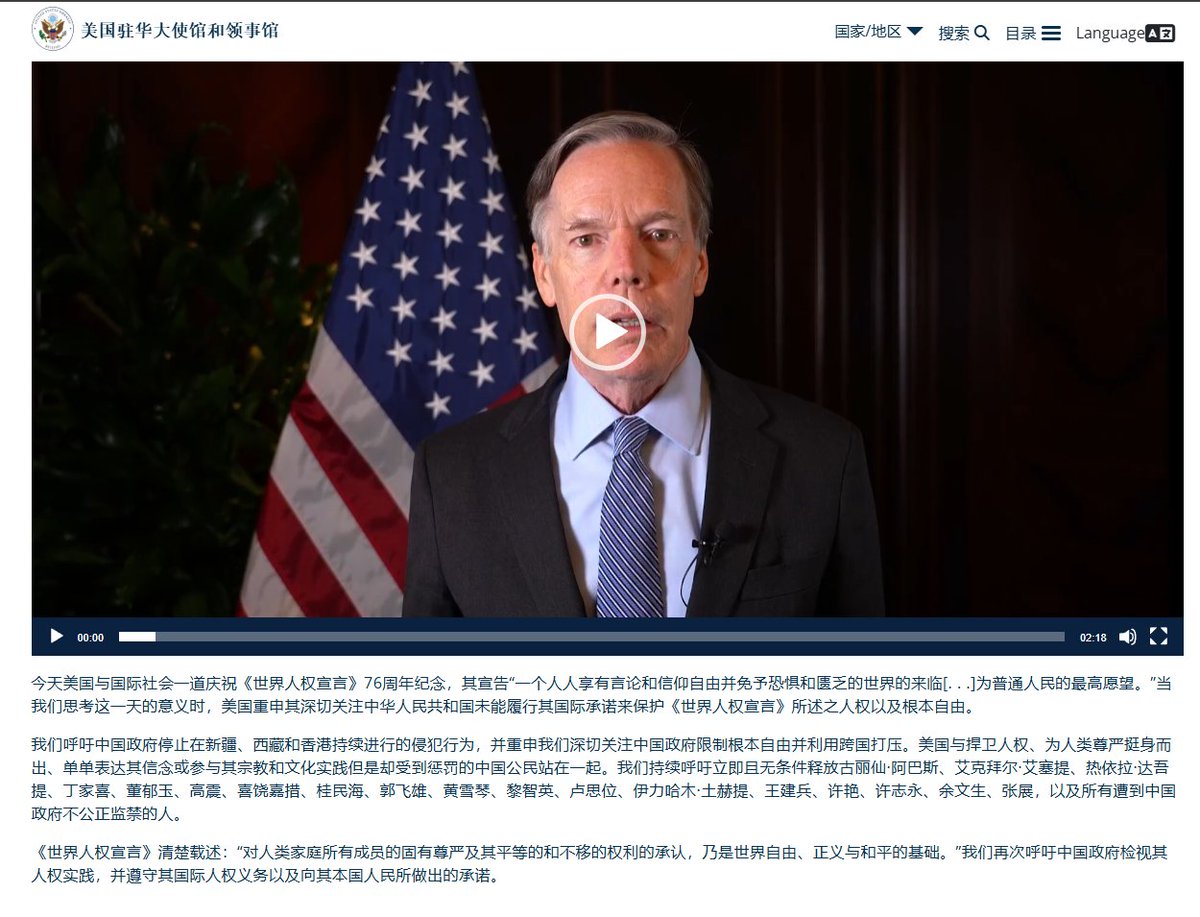 美国驻华大使馆和领事馆
国家/地区 搜索 目录 Language
00:00 02:18
今天美国与国际社会一道庆祝《世界人权宣言》76周年纪念，其宣告“一个人人享有言论和信仰自由并免予恐惧和匮乏的世界的来临[. . .]为普通人民的最高愿望。”当
我们思考这一天的意义时，美国重申其深切关注中华人民共和国未能履行其国际承诺来保护《世界人权宣言》所述之人权以及根本自由。
我们呼吁中国政府停止在新疆、西藏和香港持续进行的侵犯行为，并重申我们深切关注中国政府限制根本自由并利用跨国打压。美国与捍卫人权、为人类尊严挺身而
出、单单表达其信念或参与其宗教和文化实践但是却受到惩罚的中国公民站在一起。我们持续呼吁立即且无条件释放古丽仙·阿巴斯、艾克拜尔·艾塞提、热依拉·达吾
提、丁家喜、董郁玉、高震、喜饶嘉措、桂民海、郭飞雄、黄雪琴、黎智英、卢思位、伊力哈木·土赫提、王建兵、许艳、许志永、余文生、张展，以及所有遭到中国
政府不公正监禁的人。
《世界人权宣言》清楚载述：“对人类家庭所有成员的固有尊严及其平等的和不移的权利的承认，乃是世界自由、正义与和平的基础。”我们再次呼吁中国政府检视其
人权实践，并遵守其国际人权义务以及向其本国人民所做出的承诺。